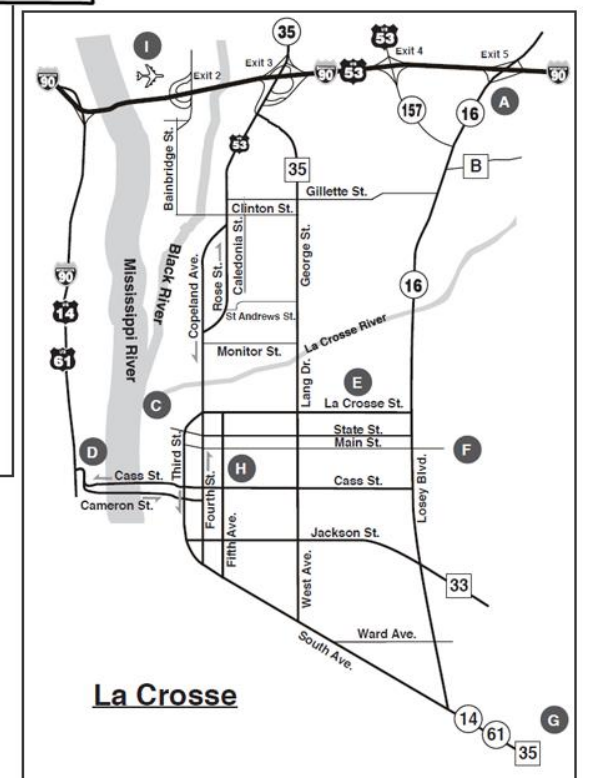 35
I
US 53
Exit 4
Exit 5
Exit 3
90
Exit 2
90
53
90
157
16
A
53
35
B
Bainbridge St.
Gillette St.
Clinton St.
Caledonia St.
George St.
Black River
Copeland Ave.
Rose St.
16
90
Mississippi River
14
St Andrews St.
La Crosse River
61
Monitor St.
Lang Dr.
E
C
La Crosse St.
State St.
Main St.
Third St.
D
H
F
Cass St.
Cass St.
Fourth St.
Losey Blvd.
Cameron St.
Jackson St.
Fifth Ave.
West Ave.
33
Ward Ave.
South Ave.
La Crosse
14
61
35
G